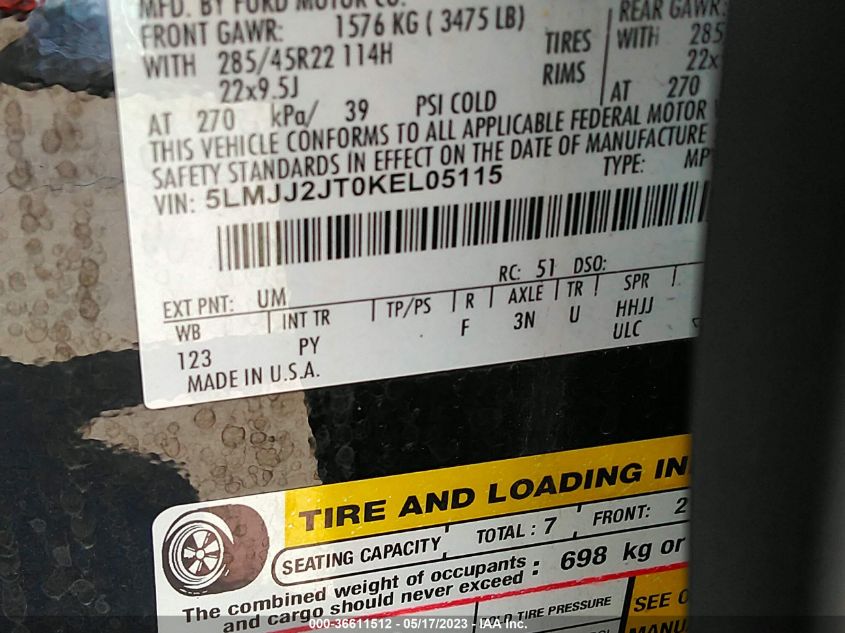 MFD. BY FORD MOTOR CO.
FRONT GAWR: 1576 KG ( 3475 LB)
WITH 285/45R22 114H
22x9.5J
AT 270 kPa/ 39 PSI COLD
TIRES
RIMS
REAR GAWR:
WITH 285
22x
AT 270
THIS VEHICLE CONFORMS TO ALL APPLICABLE FEDERAL MOTOR
SAFETY STANDARDS IN EFFECT ON THE DATE OF MANUFACTURE
VIN: 5LMJJ2JT0KEL05115
TYPE: MP
EXT PNT: UM RC: 51 DSO:
WB INT TR TP/PS R AXLE TR SPR
123 PY F 3N U HHJJ
ULC
MADE IN U.S.A.
TIRE AND LOADING IN
SEATING CAPACITY TOTAL : 7 FRONT: 2
The combined weight of occupants : 698 kg or
and cargo should never exceed
TIRE PRESSURE
SEE
000 - 36611512 - 05/17/2023 - IAA Inc.